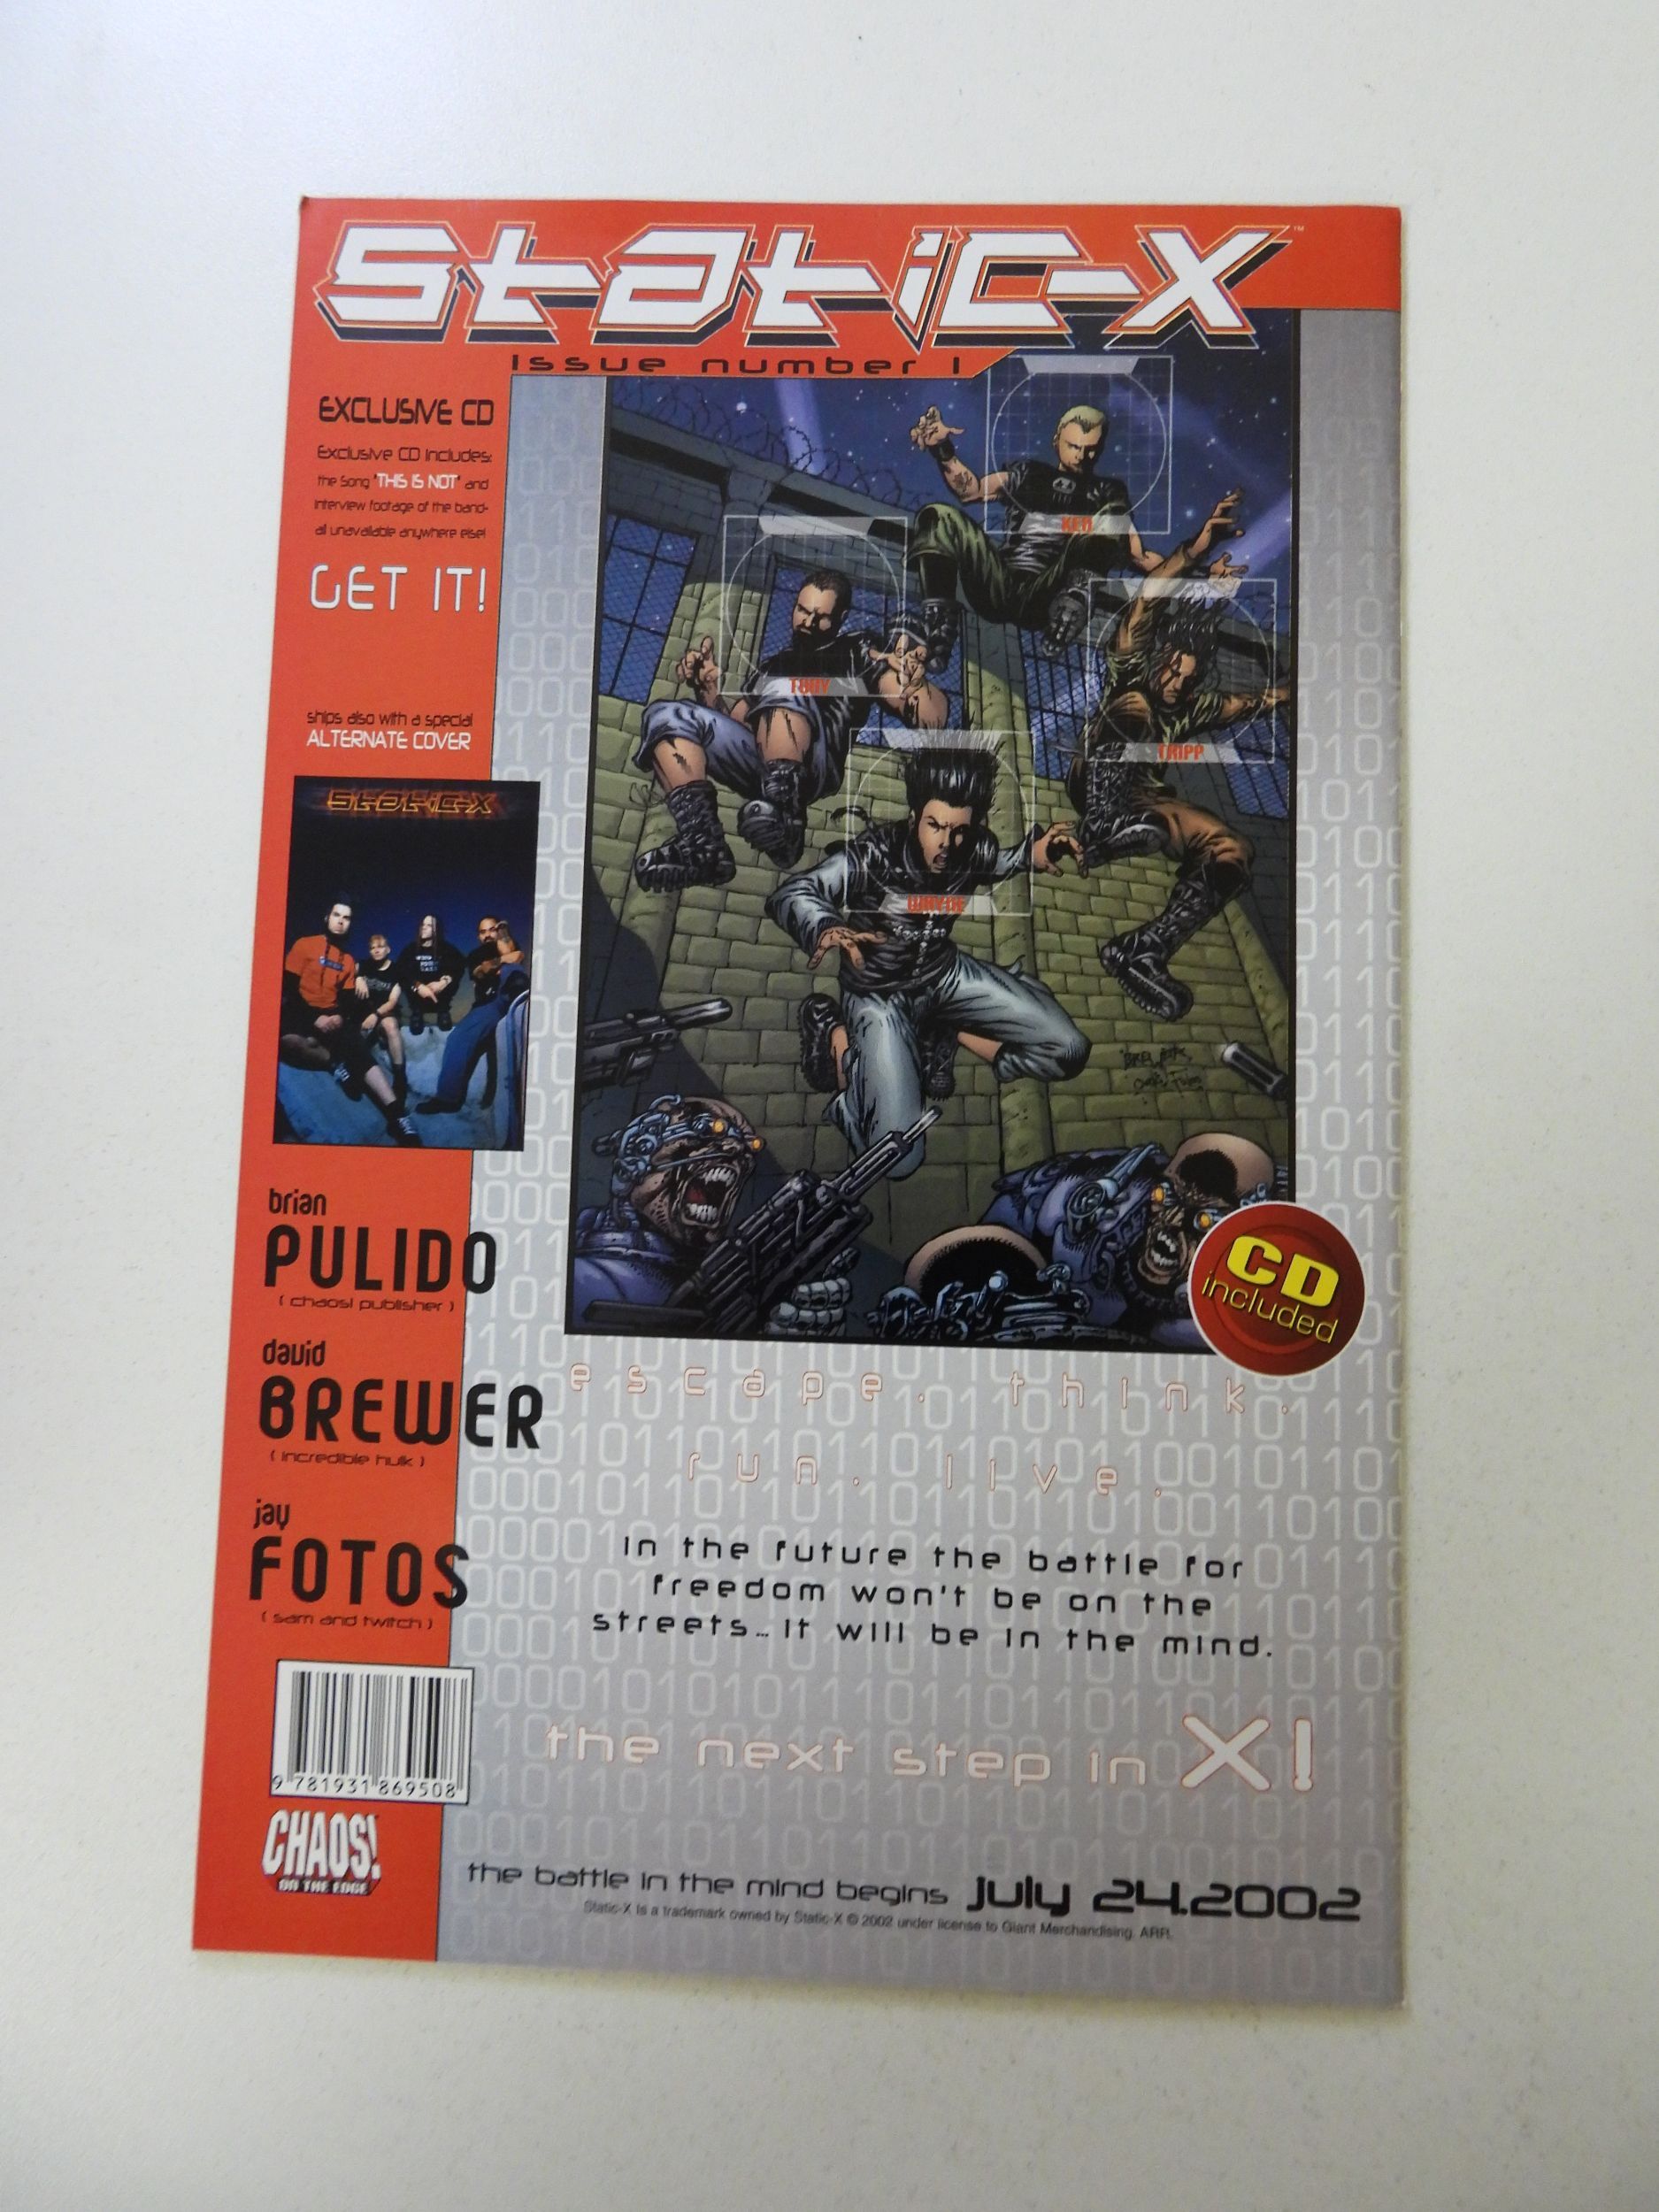 Static-X ™
issue number 1
EXCLUSIVE CD
Exclusive CD includes:
the Song "THIS IS NOT" and
interview footage of the band-
all unavailable anywhere else!
GET IT!
ships also with a special
ALTERNATE COVER
Static-X
KEN
TONY
TRIPP
WAYNE
CD
included
brian
PULIDO
( chaos! publisher )
david
BREWER
( incredible hulk )
jay
FOTOS
( sam and twitch )
escape. think.
run. live.
in the future the battle for
freedom won't be on the
streets... it will be in the mind.
the next step in X!
9 781931 869508
CHAOS!
ON THE EDGE
the battle in the mind begins july 24.2002
Static-X is a trademark owned by Static-X © 2002 under license to Giant Merchandising. ARR.